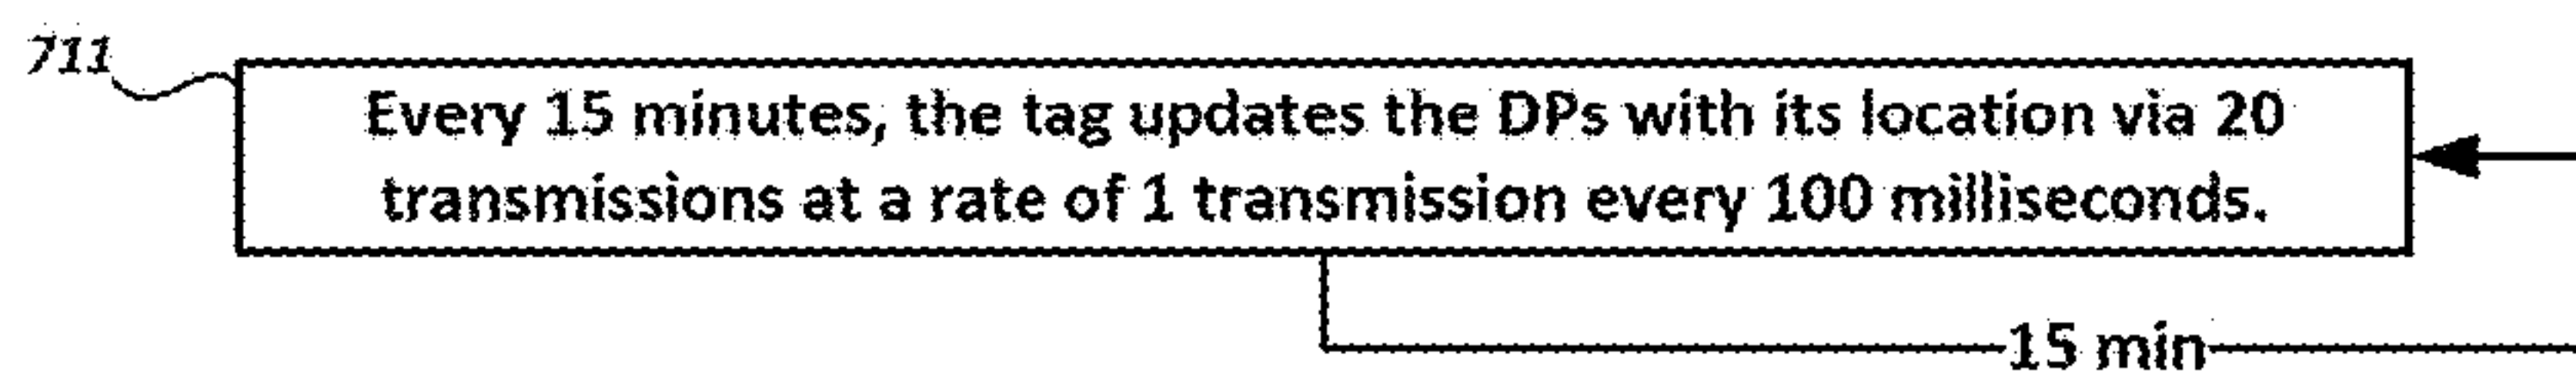 711
Every 15 minutes, the tag updates the DPs with its location via 20
transmissions at a rate of 1 transmission every 100 milliseconds.
15 min